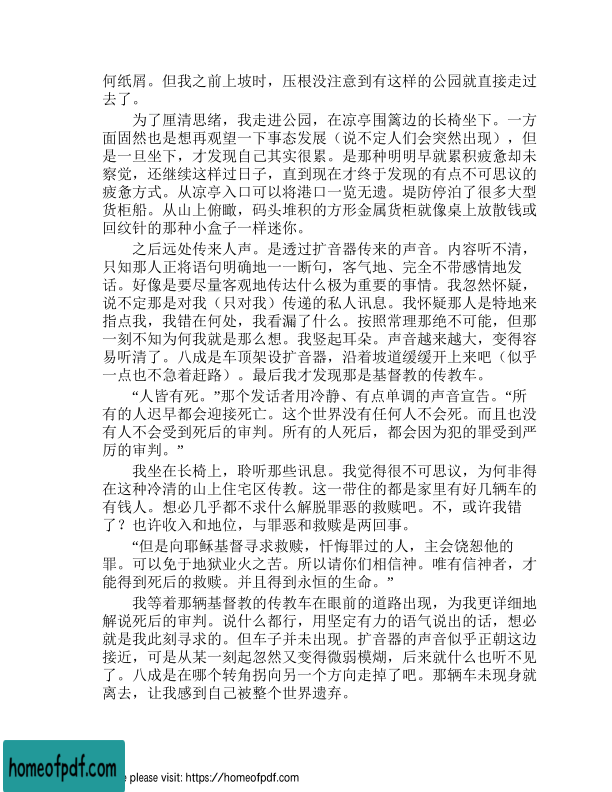 何纸屑。但我之前上坡时，压根没注意到有这样的公园就直接走过
去了。
为了厘清思绪，我走进公园，在凉亭围篱边的长椅坐下。一方
面固然也是想再观望一下事态发展（说不定人们会突然出现），但
是一旦坐下，才发现自己其实很累。是那种明明早就累积疲惫却未
察觉，还继续这样过日子，直到现在才终于发现的有点不可思议的
疲惫方式。从凉亭入口可以将港口一览无遗。堤防停泊了很多大型
货柜船。从山上俯瞰，码头堆积的方形金属货柜就像桌上放散钱或
回纹针的那种小盒子一样迷你。
之后远处传来人声。是透过扩音器传来的声音。内容听不清，
只知那人正将语句明确地一一断句，客气地、完全不带感情地发
话。好像是要尽量客观地传达什么极为重要的事情。我忽然怀疑，
说不定那是对我（只对我）传递的私人讯息。我怀疑那人是特地来
指点我，我错在何处，我看漏了什么。按照常理那绝不可能，但那
一刻不知为何我就是那么想。我竖起耳朵。声音越来越大，变得容
易听清了。八成是车顶架设扩音器，沿着坡道缓缓开上来吧（似乎
一点也不急着赶路）。最后我才发现那是基督教的传教车。
“人皆有死。”那个发话者用冷静、有点单调的声音宣告。“所
有的人迟早都会迎接死亡。这个世界没有任何人不会死。而且也没
有人不会受到死后的审判。所有的人死后，都会因为犯的罪受到严
厉的审判。”
我坐在长椅上，聆听那些讯息。我觉得很不可思议，为何非得
在这种冷清的山上住宅区传教。这一带住的都是家里有好几辆车的
有钱人。想必几乎都不求什么解脱罪恶的救赎吧。不，或许我错
了？也许收入和地位，与罪恶和救赎是两回事。
“但是向耶稣基督寻求救赎，忏悔罪过的人，主会饶恕他的
罪。可以免于地狱业火之苦。所以请你们相信神。唯有信神者，才
能得到死后的救赎。并且得到永恒的生命。”
我等着那辆基督教的传教车在眼前的道路出现，为我更详细地
解说死后的审判。说什么都行，用坚定有力的语气说出的话，想必
就是我此刻寻求的。但车子并未出现。扩音器的声音似乎正朝这边
接近，可是从某一刻起忽然又变得微弱模糊，后来就什么也听不见
了。八成是在哪个转角拐向另一个方向走掉了吧。那辆车未现身就
离去，让我感到自己被整个世界遗弃。
homeofpdf.com
e please visit: https://homeofpdf.com